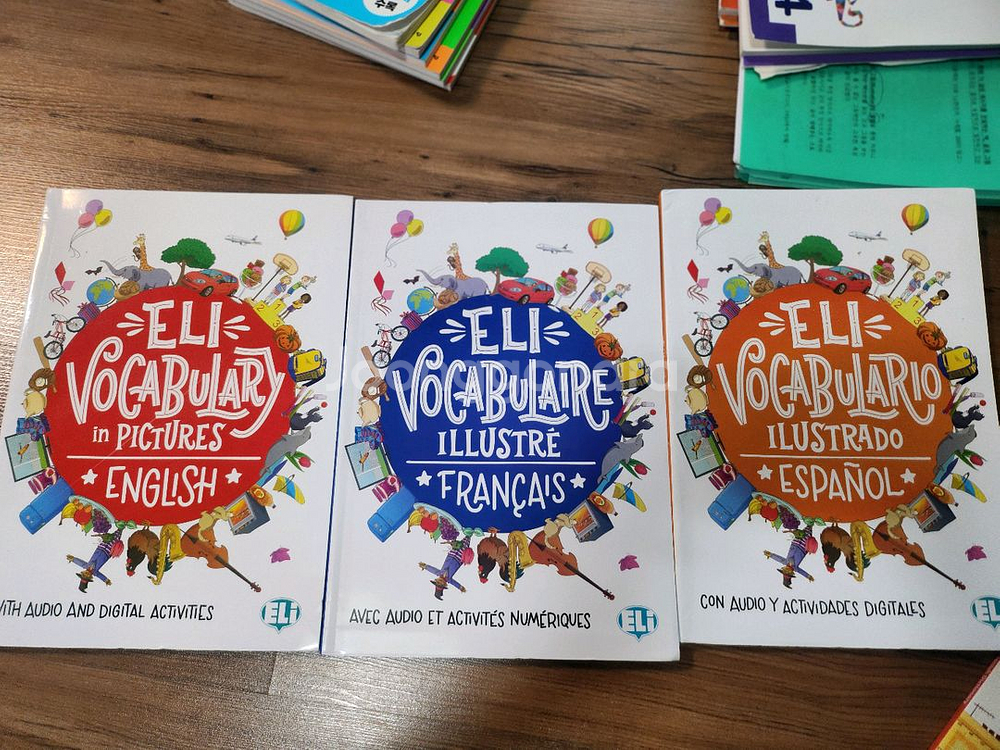 ELI
VOCABULARY
in PICTURES
ENGLISH
WITH AUDIO AND DIGITAL ACTIVITIES
ELi
ELI
VOCABULAIRE
ILLUSTRÉ
FRANÇAIS
AVEC AUDIO ET ACTIVITÉS NUMÉRIQUES
ELi
ELI
VOCABULARIO
ILUSTRADO
ESPAÑOL
CON AUDIO Y ACTIVIDADES DIGITALES
ELi